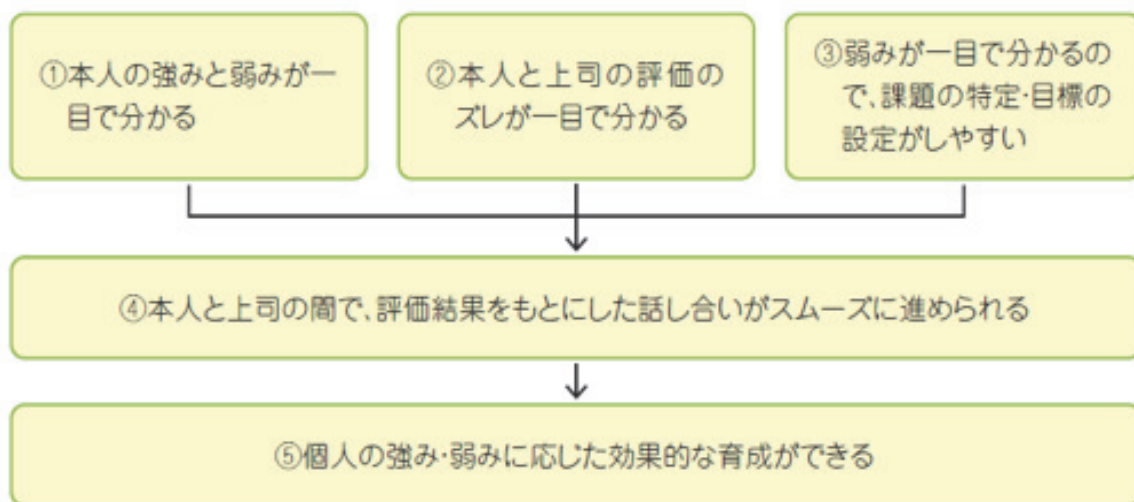 ①本人の強みと弱みが一
目で分かる
②本人と上司の評価の
ズレが一目で分かる
③弱みが一目で分かるの
で、課題の特定･目標の
設定がしやすい
④本人と上司の間で、評価結果をもとにした話し合いがスムーズに進められる
⑤個人の強み･弱みに応じた効果的な育成ができる